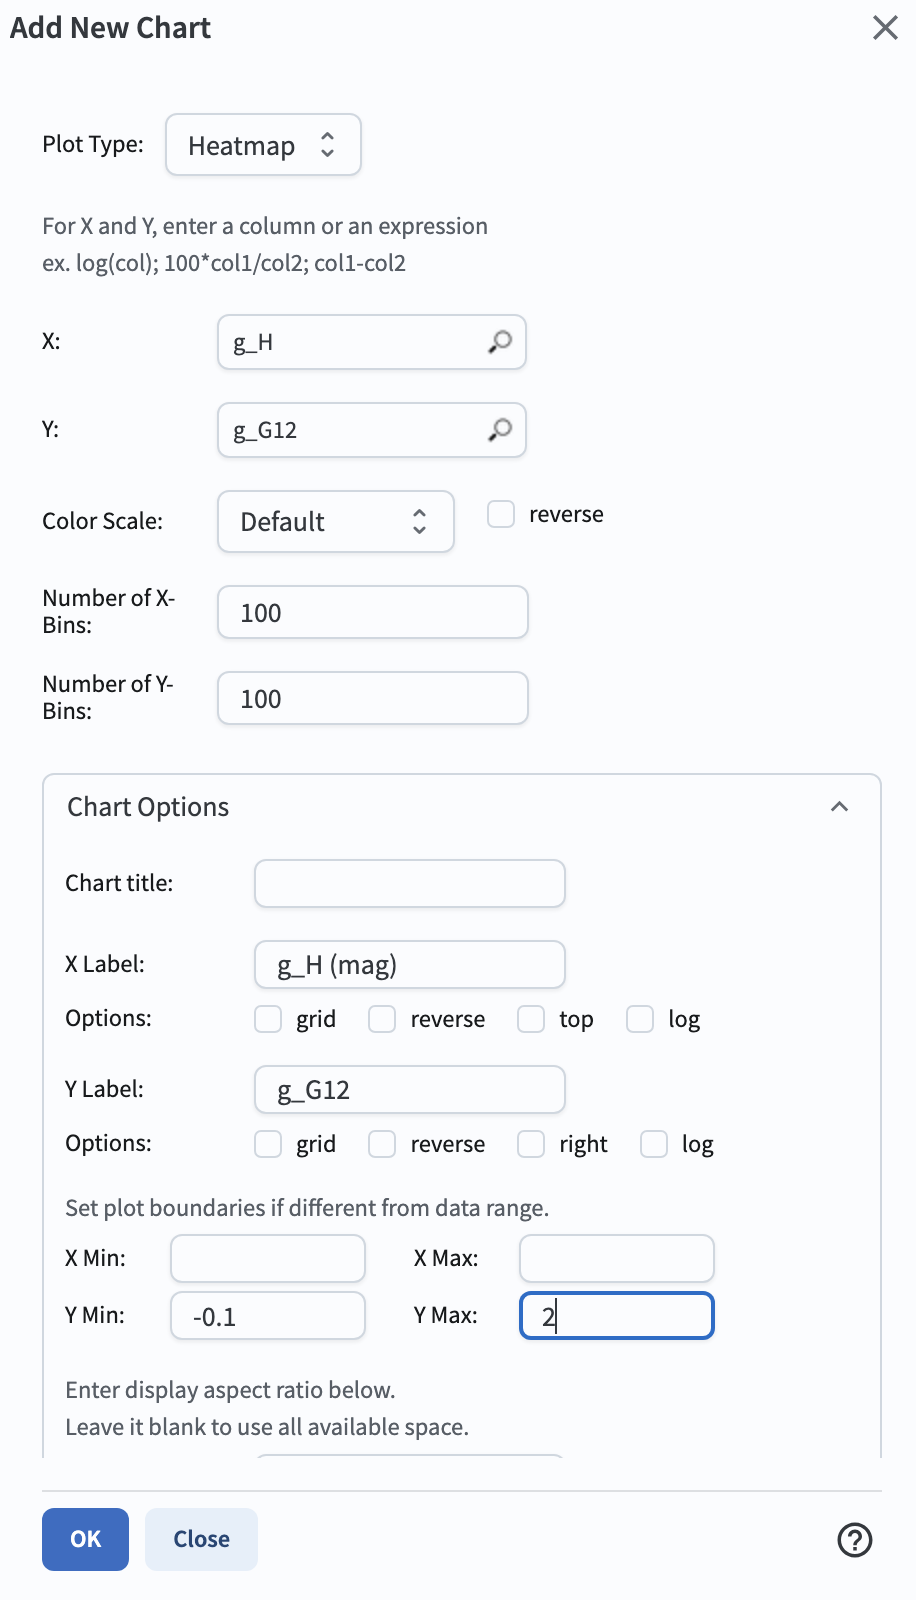 Add New Chart
Plot Type: Heatmap
For X and Y, enter a column or an expression
ex. log(col); 100*col1/col2; col1-col2
X: g_H
Y: g_G12
Color Scale: Default reverse
Number of X-
Bins: 100
Number of Y-
Bins: 100
Chart Options
Chart title:
X Label: g_H (mag)
Options: grid reverse top log
Y Label: g_G12
Options: grid reverse right log
Set plot boundaries if different from data range.
X Min: X Max:
Y Min: -0.1 Y Max: 2
Enter display aspect ratio below.
Leave it blank to use all available space.
OK Close ?